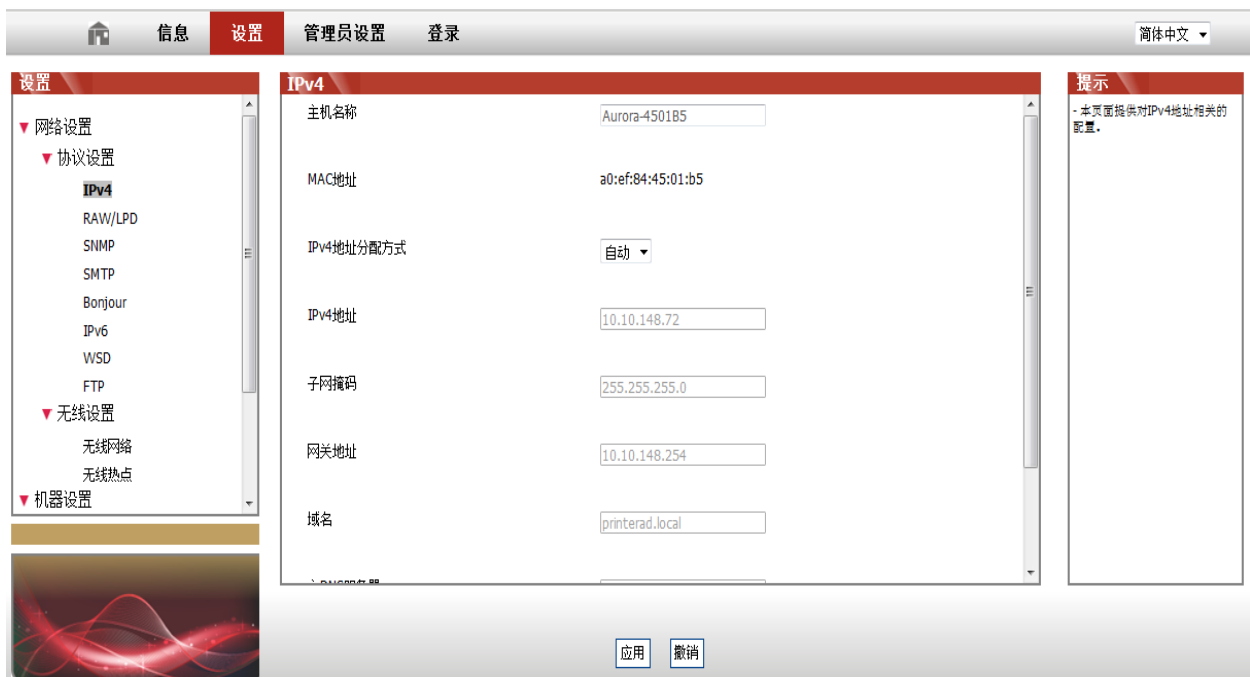 信息 设置 管理员设置 登录 简体中文
设置
网络设置
协议设置
IPv4
RAW/LPD
SNMP
SMTP
Bonjour
IPv6
WSD
FTP
无线设置
无线网络
无线热点
机器设置
IPv4
主机名称 Aurora-4501B5
MAC地址 a0:ef:84:45:01:b5
IPv4地址分配方式 自动
IPv4地址 10.10.148.72
子网掩码 255.255.255.0
网关地址 10.10.148.254
域名 printerad.local
提示
- 本页面提供对IPv4地址相关的
配置。
应用 撤销